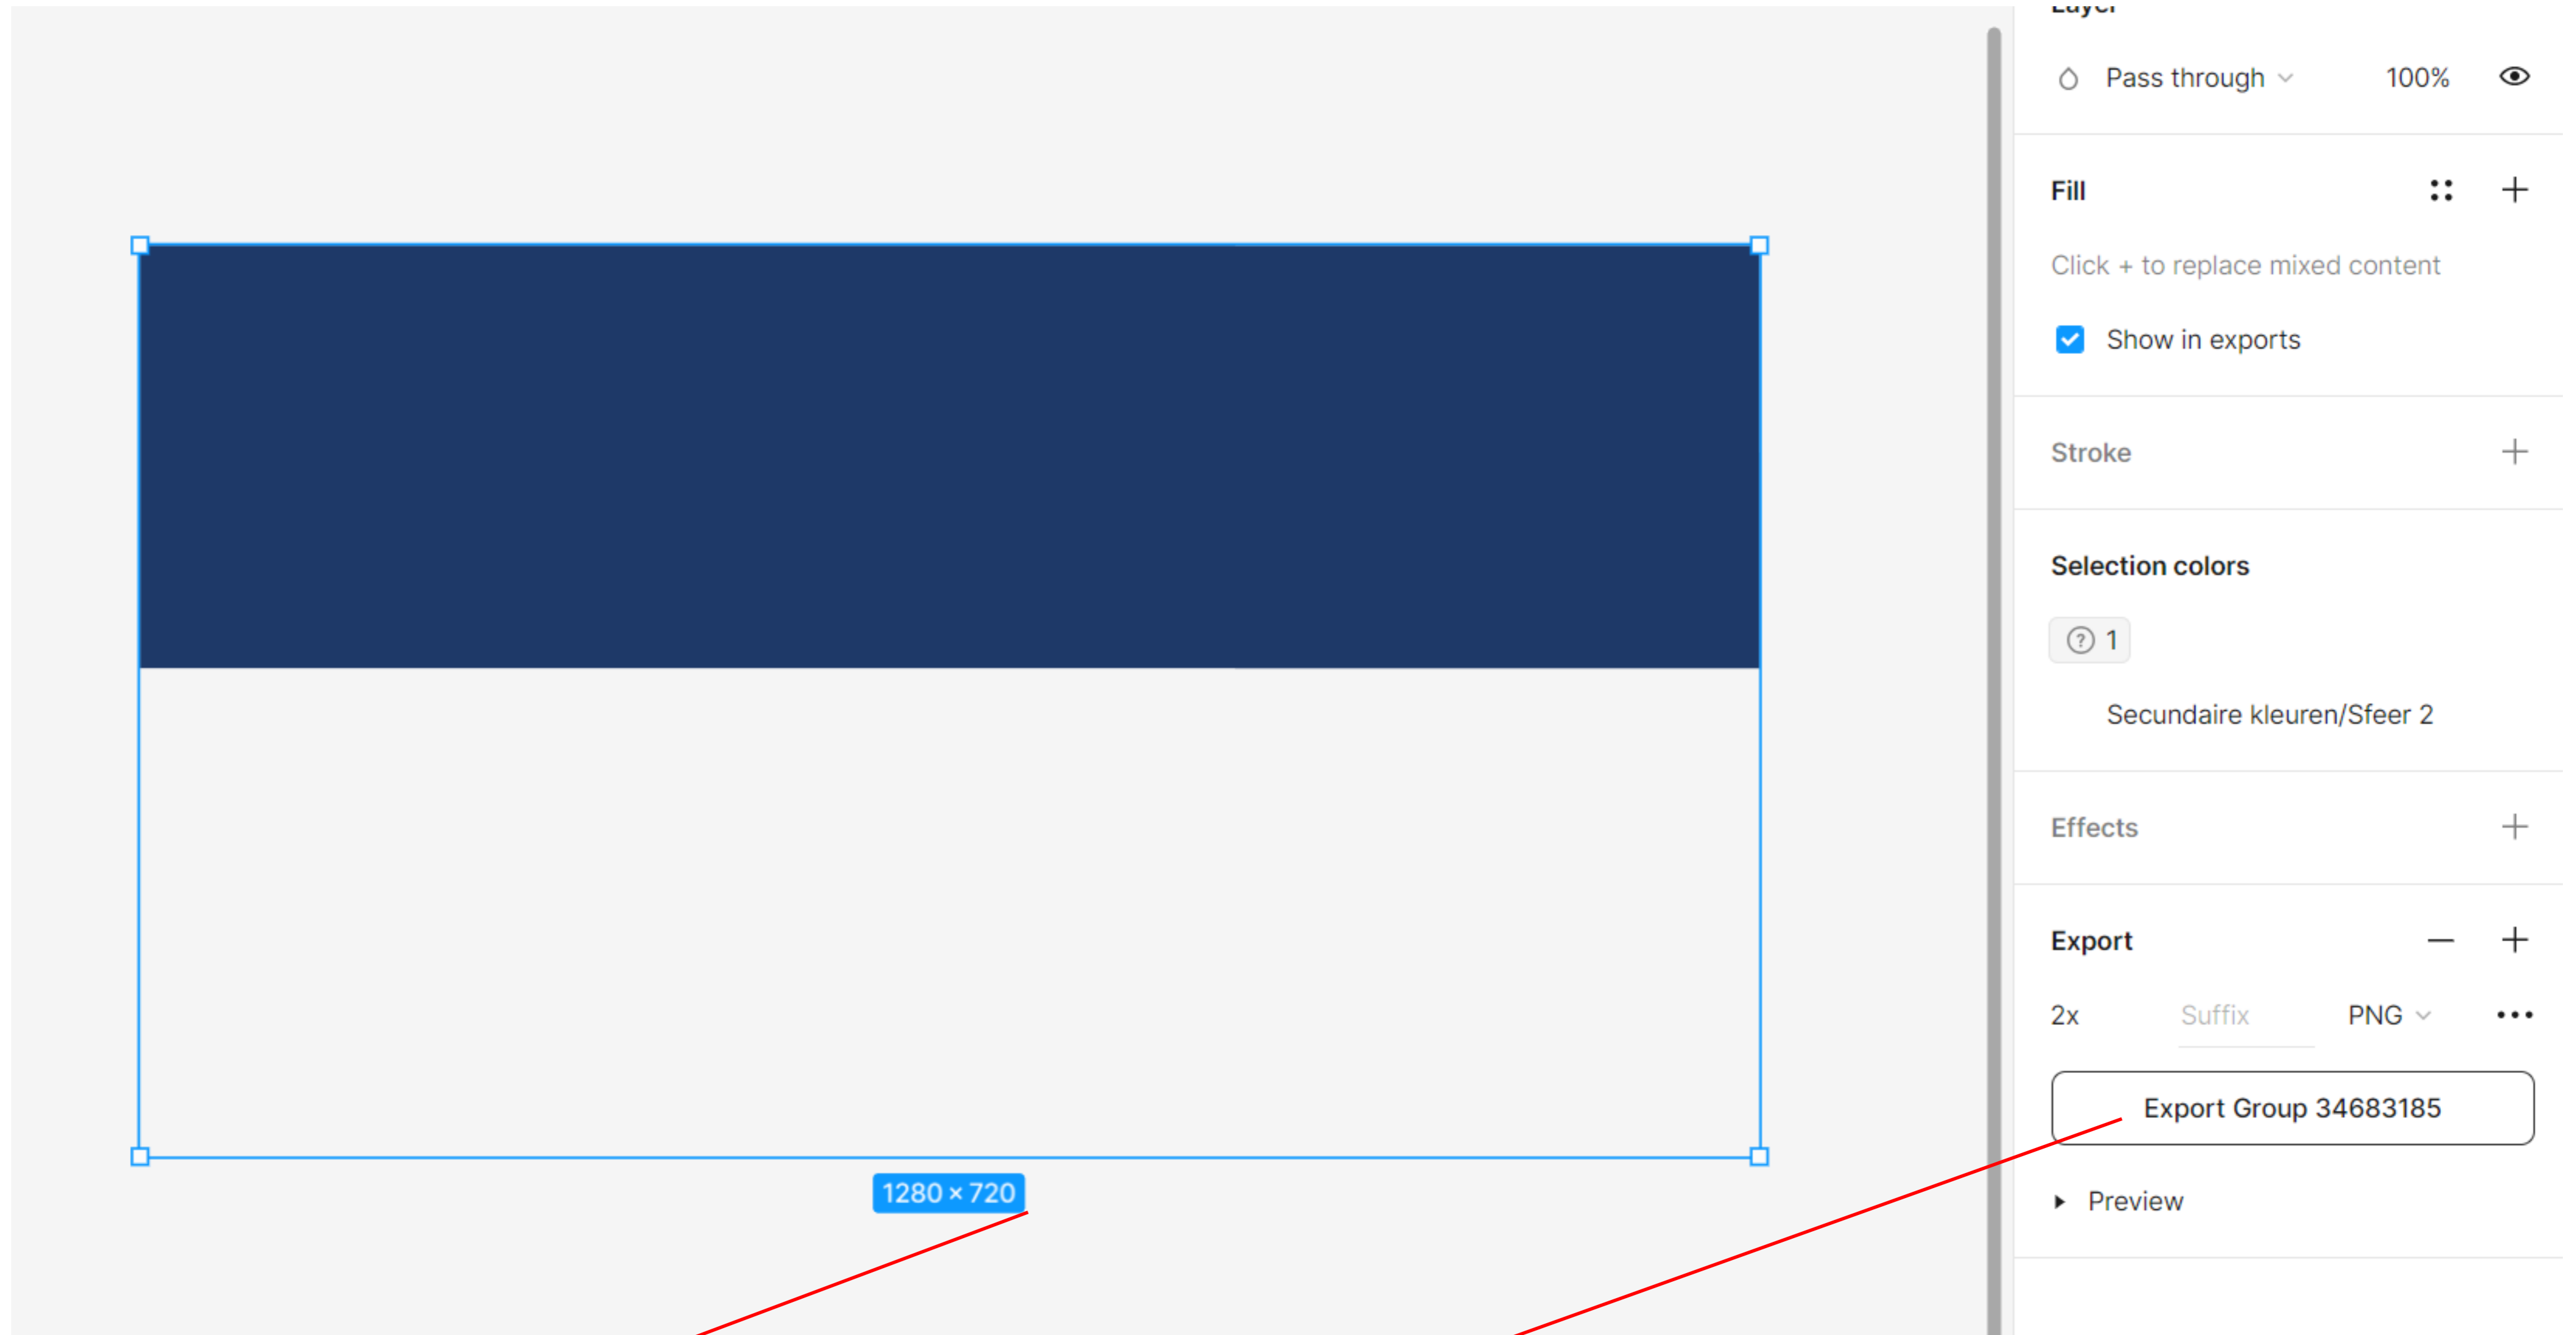 Layer
Pass through 100%
Fill
Click + to replace mixed content
Show in exports
Stroke
Selection colors
? 1
Secundaire kleuren/Sfeer 2
Effects
Export
2x Suffix PNG
Export Group 34683185
Preview
1280 × 720